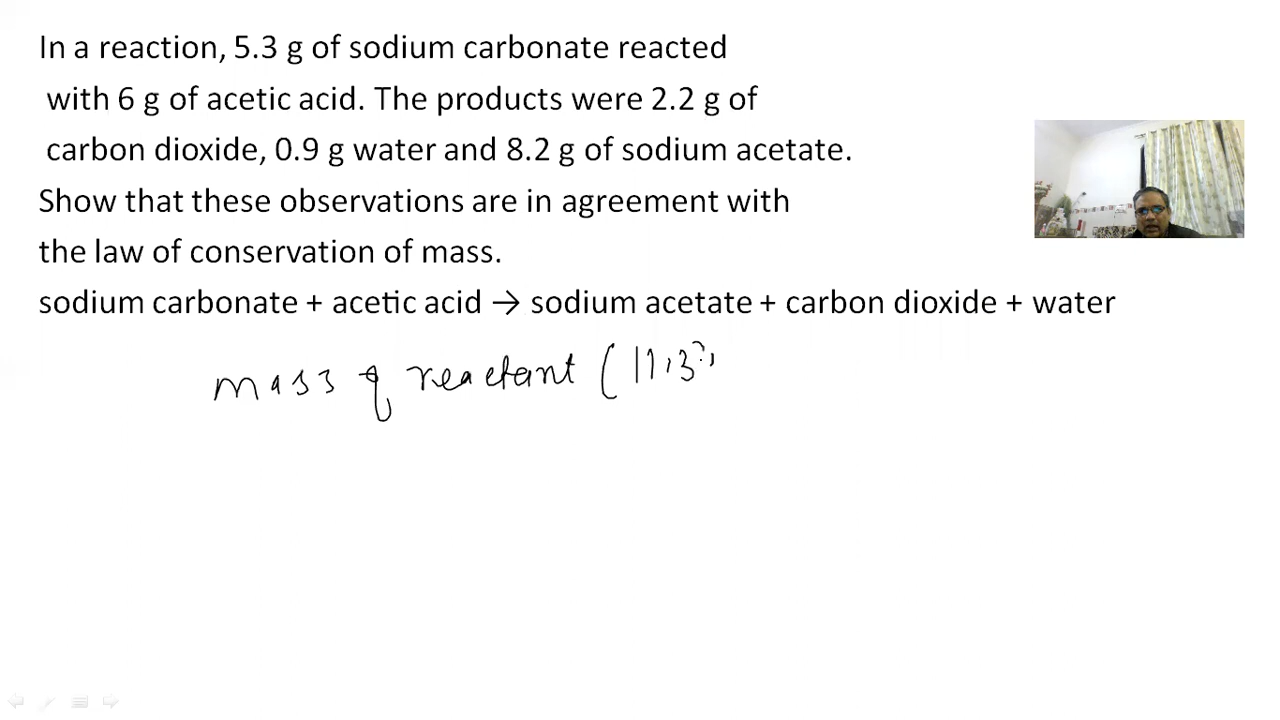 In a reaction, 5.3 g of sodium carbonate reacted
with 6 g of acetic acid. The products were 2.2 g of
carbon dioxide, 0.9 g water and 8.2 g of sodium acetate.
Show that these observations are in agreement with
the law of conservation of mass.
sodium carbonate + acetic acid → sodium acetate + carbon dioxide + water
mass of reactant ( 11.3